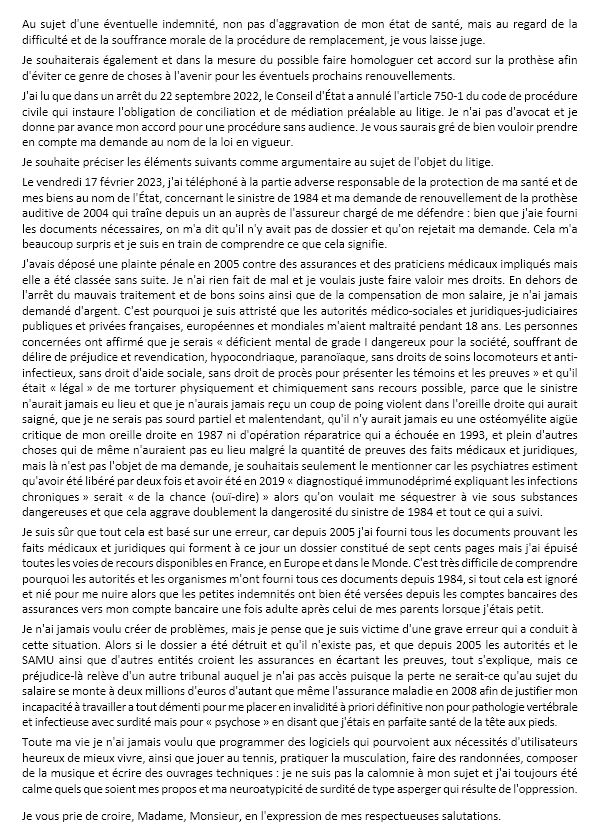 Au sujet d'une éventuelle indemnité, non pas d'aggravation de mon état de santé, mais au regard de la
difficulté et de la souffrance morale de la procédure de remplacement, je vous laisse juge.
Je souhaiterais également et dans la mesure du possible faire homologuer cet accord sur la prothèse afin
d'éviter ce genre de choses à l'avenir pour les éventuels prochains renouvellements.
J'ai lu que dans un arrêt du 22 septembre 2022, le Conseil d'État a annulé l'article 750-1 du code de procédure
civile qui instaure l'obligation de conciliation et de médiation préalable au litige. Je n'ai pas d'avocat et je
donne par avance mon accord pour une procédure sans audience. Je vous saurais gré de bien vouloir prendre
en compte ma demande au nom de la loi en vigueur.
Je souhaite préciser les éléments suivants comme argumentaire au sujet de l'objet du litige.
Le vendredi 17 février 2023, j'ai téléphoné à la partie adverse responsable de la protection de ma santé et de
mes biens au nom de l'État, concernant le sinistre de 1984 et ma demande de renouvellement de la prothèse
auditive de 2004 qui traîne depuis un an auprès de l'assureur chargé de me défendre : bien que j'aie fourni
les documents nécessaires, on m'a dit qu'il n'y avait pas de dossier et qu'on rejetait ma demande. Cela m'a
beaucoup surpris et je suis en train de comprendre ce que cela signifie.
J'avais déposé une plainte pénale en 2005 contre des assurances et des praticiens médicaux impliqués mais
elle a été classée sans suite. Je n'ai rien fait de mal et je voulais juste faire valoir mes droits. En dehors de
l'arrêt du mauvais traitement et de bons soins ainsi que de la compensation de mon salaire, je n'ai jamais
demandé d'argent. C'est pourquoi je suis attristé que les autorités médico-sociales et juridiques-judiciaires
publiques et privées françaises, européennes et mondiales m'aient maltraité pendant 18 ans. Les personnes
concernées ont affirmé que je serais « déficient mental de grade I dangereux pour la société, souffrant de
délire de préjudice et revendication, hypocondriaque, paranoïaque, sans droits de soins locomoteurs et anti-
infectieux, sans droit d'aide sociale, sans droit de procès pour présenter les témoins et les preuves » et qu'il
était « légal » de me torturer physiquement et chimiquement sans recours possible, parce que le sinistre
n'aurait jamais eu lieu et que je n'aurais jamais reçu un coup de poing violent dans l'oreille droite qui aurait
saigné, que je ne serais pas sourd partiel et malentendant, qu'il n'y aurait jamais eu une ostéomyélite aigüe
critique de mon oreille droite en 1987 ni d'opération réparatrice qui a échouée en 1993, et plein d'autres
choses qui de même n'auraient pas eu lieu malgré la quantité de preuves des faits médicaux et juridiques,
mais là n'est pas l'objet de ma demande, je souhaitais seulement le mentionner car les psychiatres estiment
qu'avoir été libéré par deux fois et avoir été en 2019 « diagnostiqué immunodéprimé expliquant les infections
chroniques » serait « de la chance (ouï-dire) » alors qu'on voulait me séquestrer à vie sous substances
dangereuses et que cela aggrave doublement la dangerosité du sinistre de 1984 et tout ce qui a suivi.
Je suis sûr que tout cela est basé sur une erreur, car depuis 2005 j'ai fourni tous les documents prouvant les
faits médicaux et juridiques qui forment à ce jour un dossier constitué de sept cents pages mais j'ai épuisé
toutes les voies de recours disponibles en France, en Europe et dans le Monde. C'est très difficile de comprendre
pourquoi les autorités et les organismes m'ont fourni tous ces documents depuis 1984, si tout cela est ignoré
et nié pour me nuire alors que les petites indemnités ont bien été versées depuis les comptes bancaires des
assurances vers mon compte bancaire une fois adulte après celui de mes parents lorsque j'étais petit.
Je n'ai jamais voulu créer de problèmes, mais je pense que je suis victime d'une grave erreur qui a conduit à
cette situation. Alors si le dossier a été détruit et qu'il n'existe pas, et que depuis 2005 les autorités et le
SAMU ainsi que d'autres entités croient les assurances en écartant les preuves, tout s'explique, mais ce
préjudice-là relève d'un autre tribunal auquel je n'ai pas accès puisque la perte ne serait-ce qu'au sujet du
salaire se monte à deux millions d'euros d'autant que même l'assurance maladie en 2008 afin de justifier mon
incapacité à travailler a tout démenti pour me placer en invalidité à priori définitive non pour pathologie vertébrale
et infectieuse avec surdité mais pour « psychose » en disant que j'étais en parfaite santé de la tête aux pieds.
Toute ma vie je n'ai jamais voulu que programmer des logiciels qui pourvoient aux nécessités d'utilisateurs
heureux de mieux vivre, ainsi que jouer au tennis, pratiquer la musculation, faire des randonnées, composer
de la musique et écrire des ouvrages techniques : je ne suis pas la calomnie à mon sujet et j'ai toujours été
calme quels que soient mes propos et ma neuroatypicité de surdité de type asperger qui résulte de l'oppression.
Je vous prie de croire, Madame, Monsieur, en l'expression de mes respectueuses salutations.